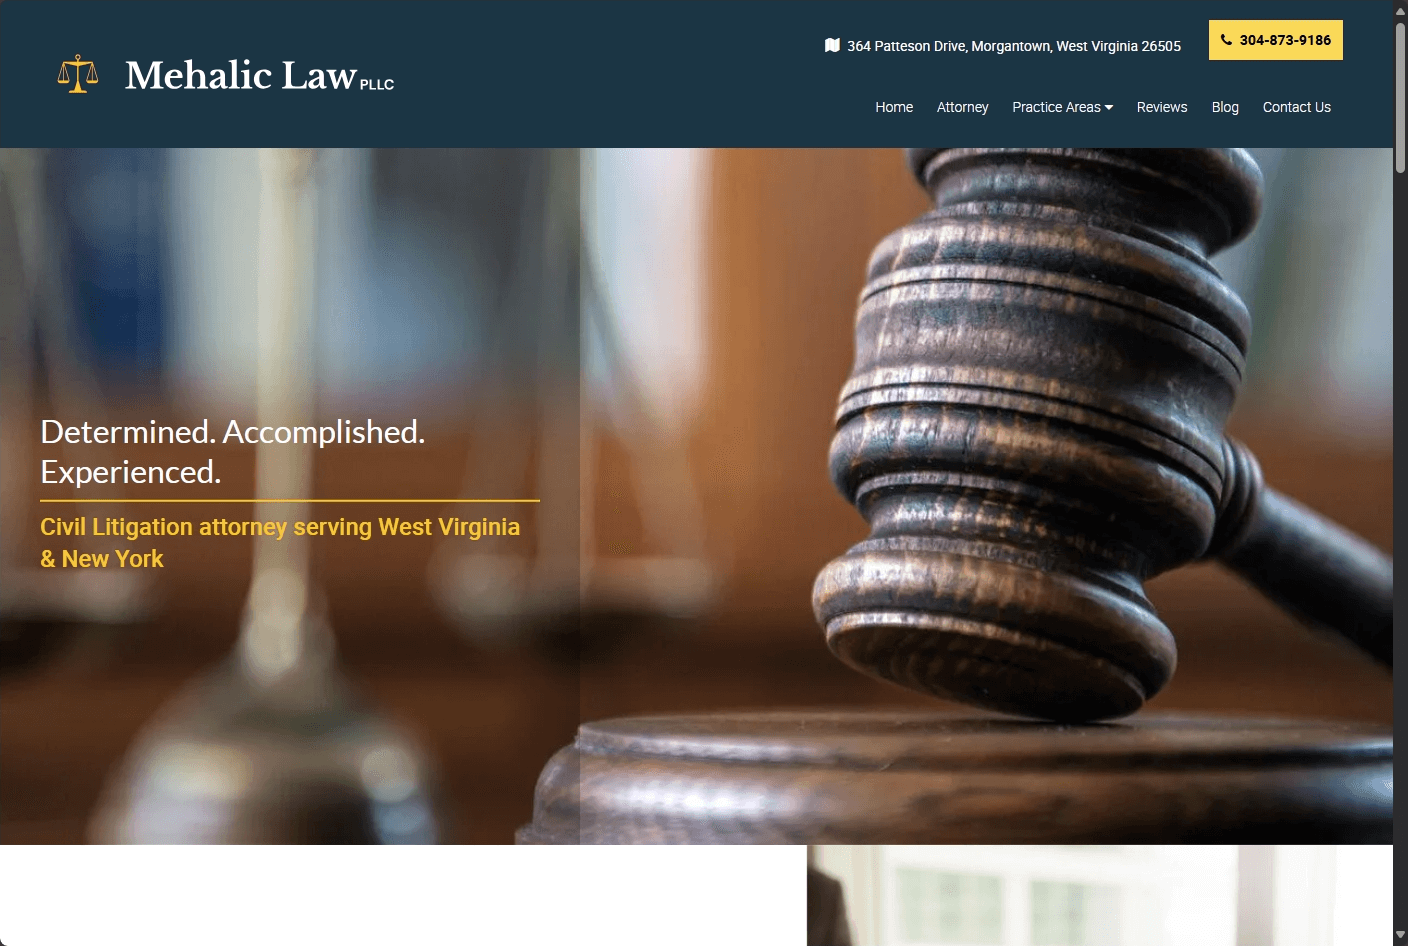 Mehalic Law PLLC
364 Patteson Drive, Morgantown, West Virginia 26505
304-873-9186
Home Attorney Practice Areas Reviews Blog Contact Us
Determined. Accomplished.
Experienced.
Civil Litigation attorney serving West Virginia
& New York